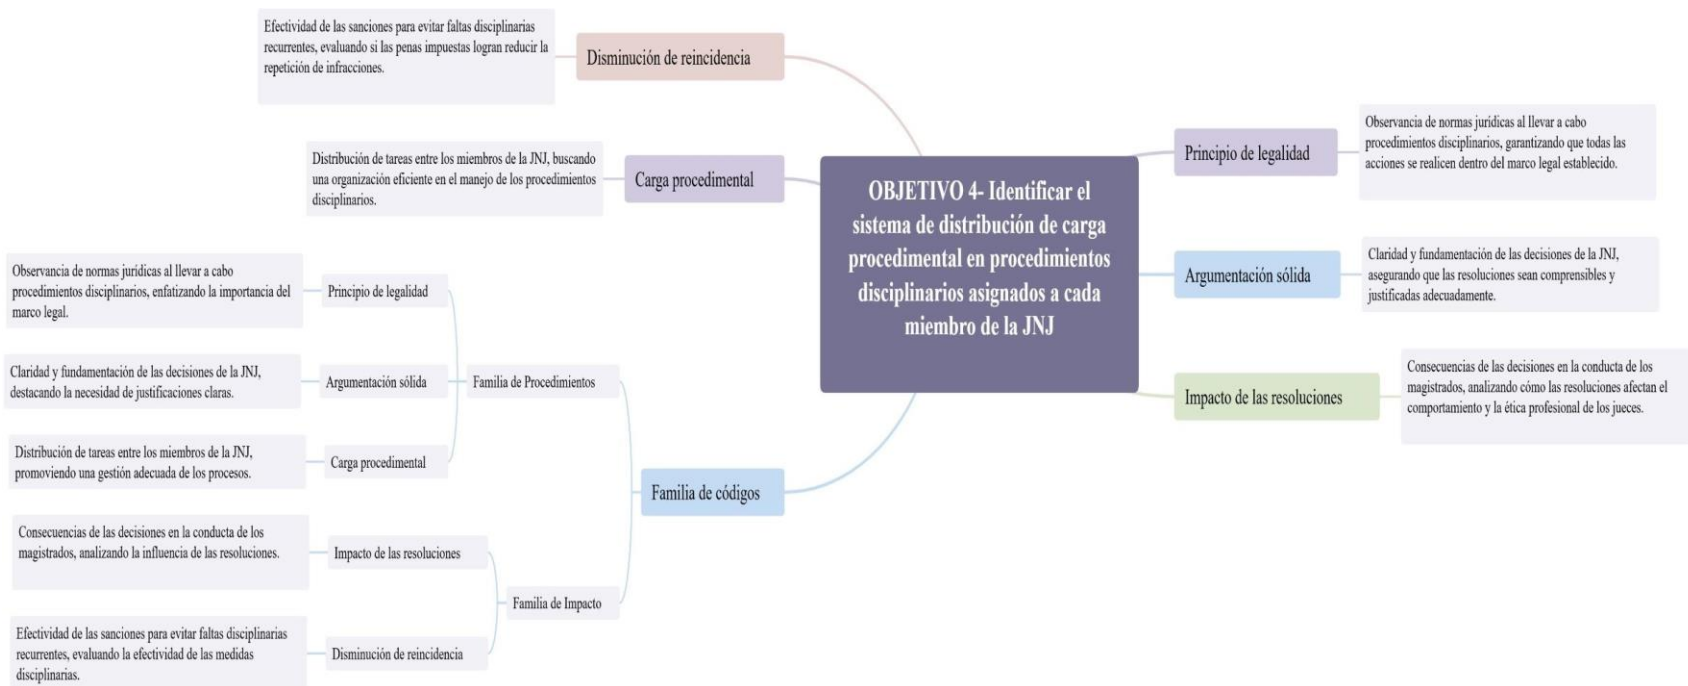 OBJETIVO 4- Identificar el
sistema de distribución de carga
procedimental en procedimientos
disciplinarios asignados a cada
miembro de la JNJ
Principio de legalidad
Observancia de normas jurídicas al llevar a cabo
procedimientos disciplinarios, garantizando que todas las
acciones se realicen dentro del marco legal establecido.
Argumentación sólida
Claridad y fundamentación de las decisiones de la JNJ,
asegurando que las resoluciones sean comprensibles y
justificadas adecuadamente.
Impacto de las resoluciones
Consecuencias de las decisiones en la conducta de los
magistrados, analizando cómo las resoluciones afectan el
comportamiento y la ética profesional de los jueces.
Disminución de reincidencia
Efectividad de las sanciones para evitar faltas disciplinarias
recurrentes, evaluando si las penas impuestas logran reducir la
repetición de infracciones.
Carga procedimental
Distribución de tareas entre los miembros de la JNJ, buscando
una organización eficiente en el manejo de los procedimientos
disciplinarios.
Familia de códigos
Familia de Procedimientos
Principio de legalidad
Observancia de normas jurídicas al llevar a cabo
procedimientos disciplinarios, enfatizando la importancia del
marco legal.
Argumentación sólida
Claridad y fundamentación de las decisiones de la JNJ,
destacando la necesidad de justificaciones claras.
Carga procedimental
Distribución de tareas entre los miembros de la JNJ,
promoviendo una gestión adecuada de los procesos.
Familia de Impacto
Impacto de las resoluciones
Consecuencias de las decisiones en la conducta de los
magistrados, analizando la influencia de las resoluciones.
Disminución de reincidencia
Efectividad de las sanciones para evitar faltas disciplinarias
recurrentes, evaluando la efectividad de las medidas
disciplinarias.